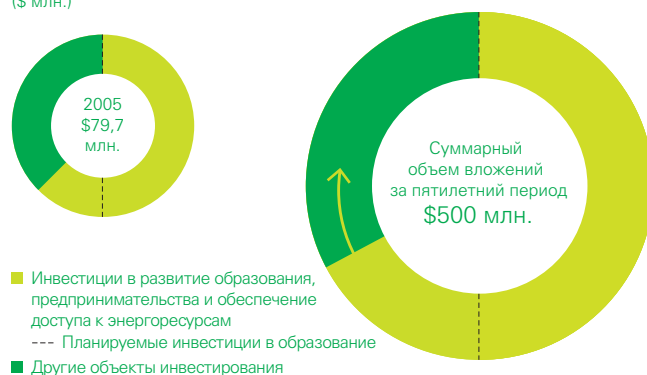 ($ млн.)
2005
$79,7
млн.
Суммарный
объем вложений
за пятилетний период
$500 млн.
Инвестиции в развитие образования,
предпринимательства и обеспечение
доступа к энергоресурсам
--- Планируемые инвестиции в образование
Другие объекты инвестирования